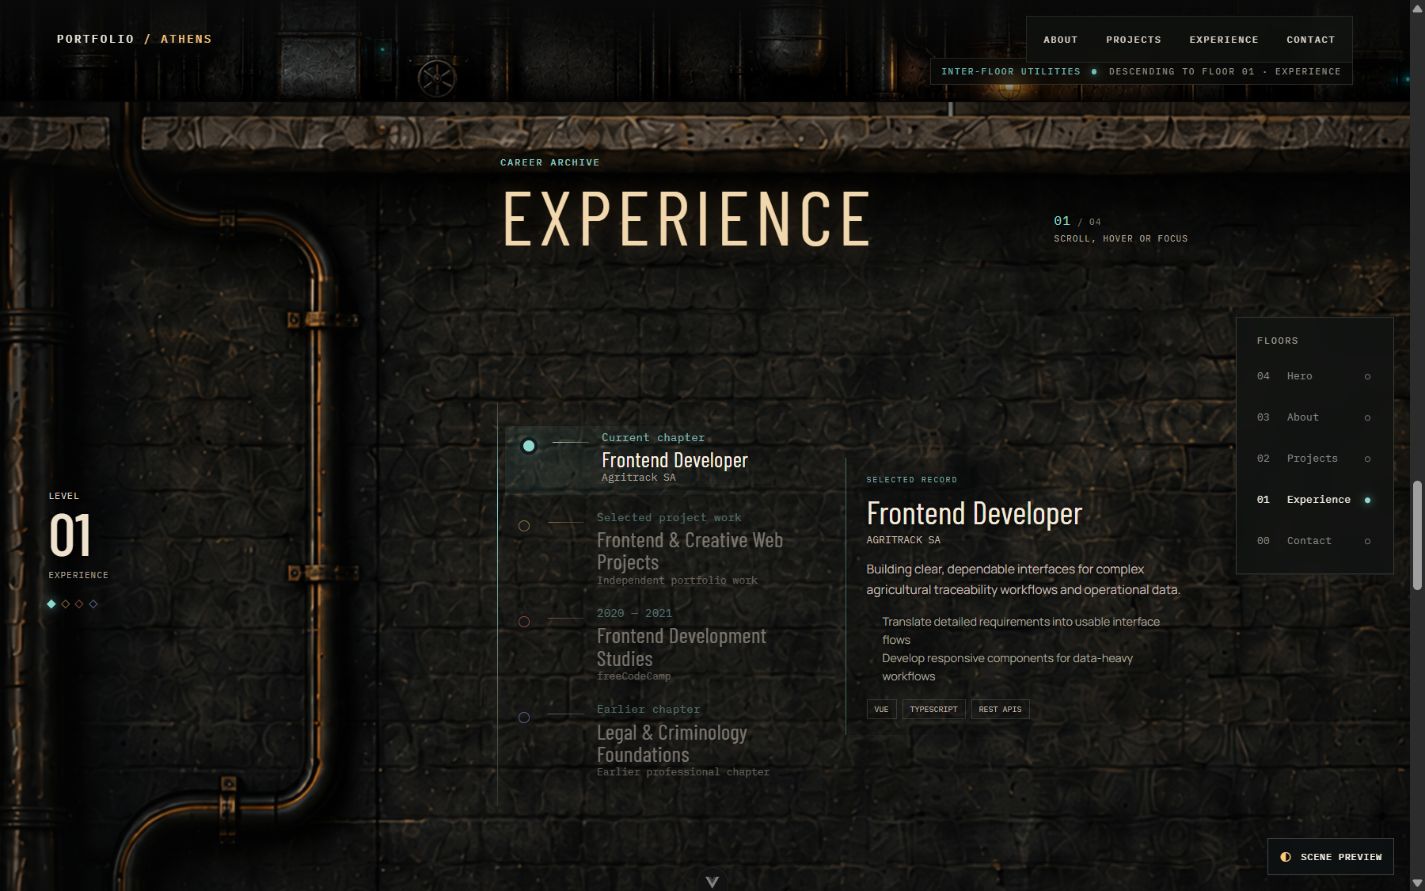 PORTFOLIO / ATHENS
ABOUT PROJECTS EXPERIENCE CONTACT
INTER-FLOOR UTILITIES DESCENDING TO FLOOR 01 · EXPERIENCE
CAREER ARCHIVE
EXPERIENCE
01 / 04
SCROLL, HOVER OR FOCUS
FLOORS
04 Hero
03 About
02 Projects
01 Experience
00 Contact
LEVEL
01
EXPERIENCE
Current chapter
Frontend Developer
Agritrack SA
Selected project work
Frontend & Creative Web
Projects
Independent portfolio work
2020 — 2021
Frontend Development
Studies
freeCodeCamp
Earlier chapter
Legal & Criminology
Foundations
Earlier professional chapter
SELECTED RECORD
Frontend Developer
AGRITRACK SA
Building clear, dependable interfaces for complex
agricultural traceability workflows and operational data.
Translate detailed requirements into usable interface
flows
Develop responsive components for data-heavy
workflows
VUE TYPESCRIPT REST APIS
SCENE PREVIEW